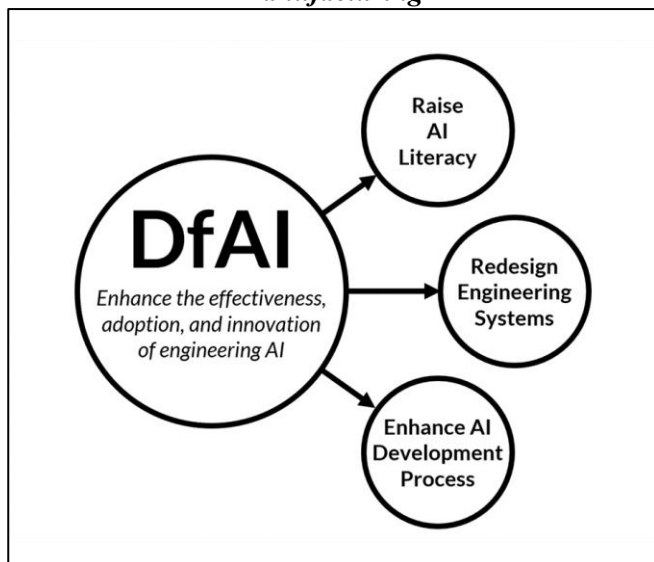 DfAI
Enhance the effectiveness,
adoption, and innovation
of engineering AI
Raise
AI
Literacy
Redesign
Engineering
Systems
Enhance AI
Development
Process